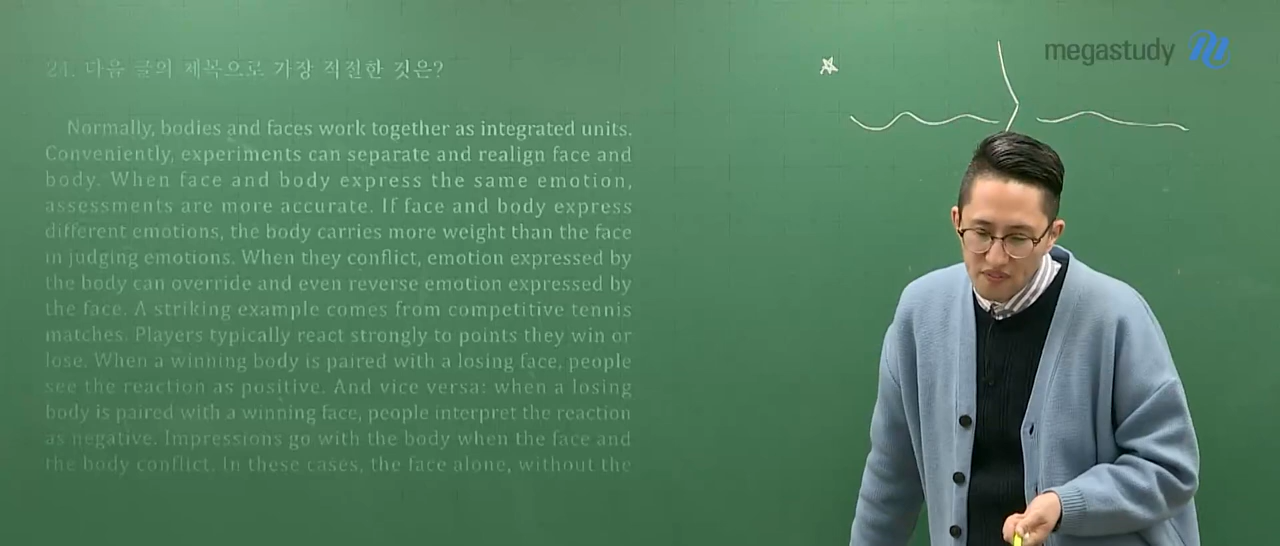 megastudy
21. 다음 글의 제목으로 가장 적절한 것은?
Normally, bodies and faces work together as integrated units.
Conveniently, experiments can separate and realign face and
body. When face and body express the same emotion,
assessments are more accurate. If face and body express
different emotions, the body carries more weight than the face
in judging emotions. When they conflict, emotion expressed by
the body can override and even reverse emotion expressed by
the face. A striking example comes from competitive tennis
matches. Players typically react strongly to points they win or
lose. When a winning body is paired with a losing face, people
see the reaction as positive. And vice versa: when a losing
body is paired with a winning face, people interpret the reaction
as negative. Impressions go with the body when the face and
the body conflict. In these cases, the face alone, without the